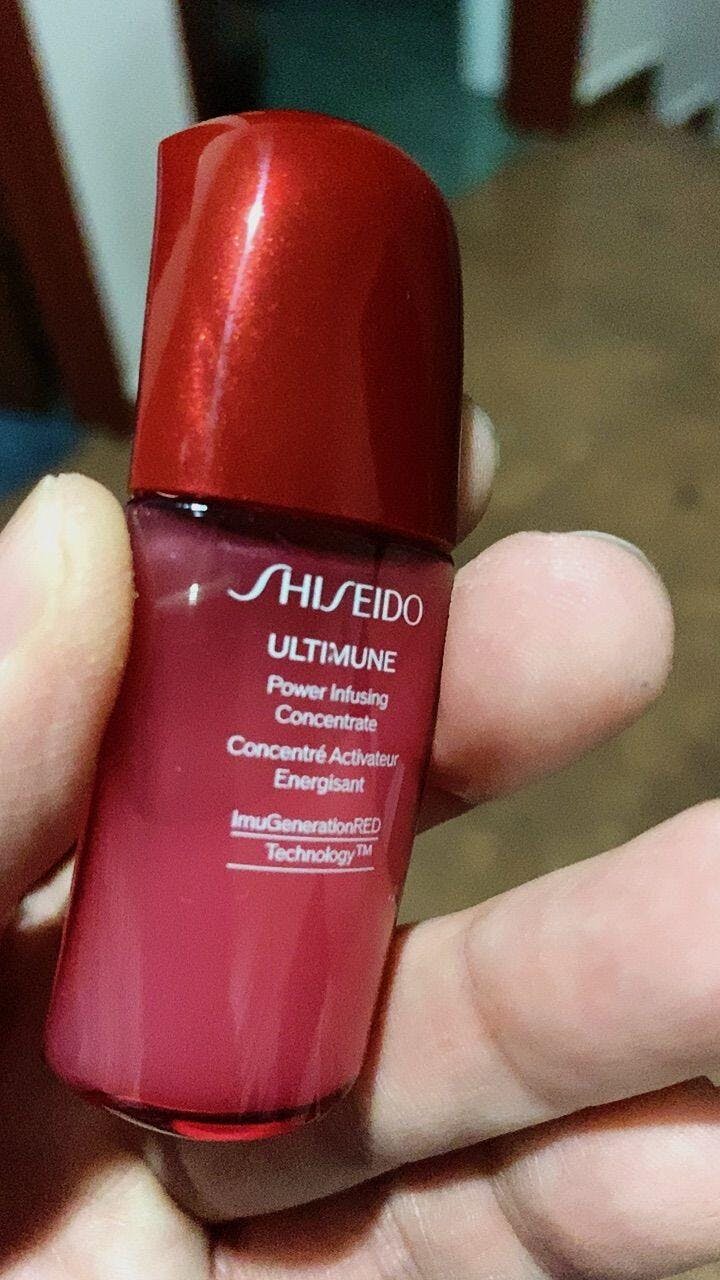 SHISEIDO
ULTIMUNE
Power Infusing
Concentrate
Concentré Activateur
Energisant
ImuGenerationRED
Technology™